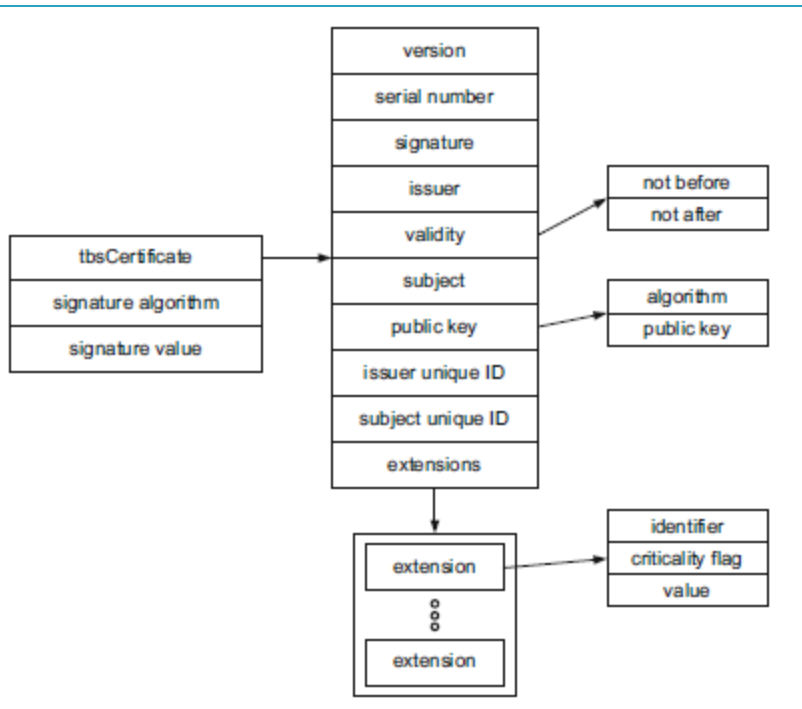 tbsCertificate
signature algorithm
signature value
version
serial number
signature
issuer
validity
subject
public key
issuer unique ID
subject unique ID
extensions
not before
not after
algorithm
public key
extension
extension
identifier
criticality flag
value